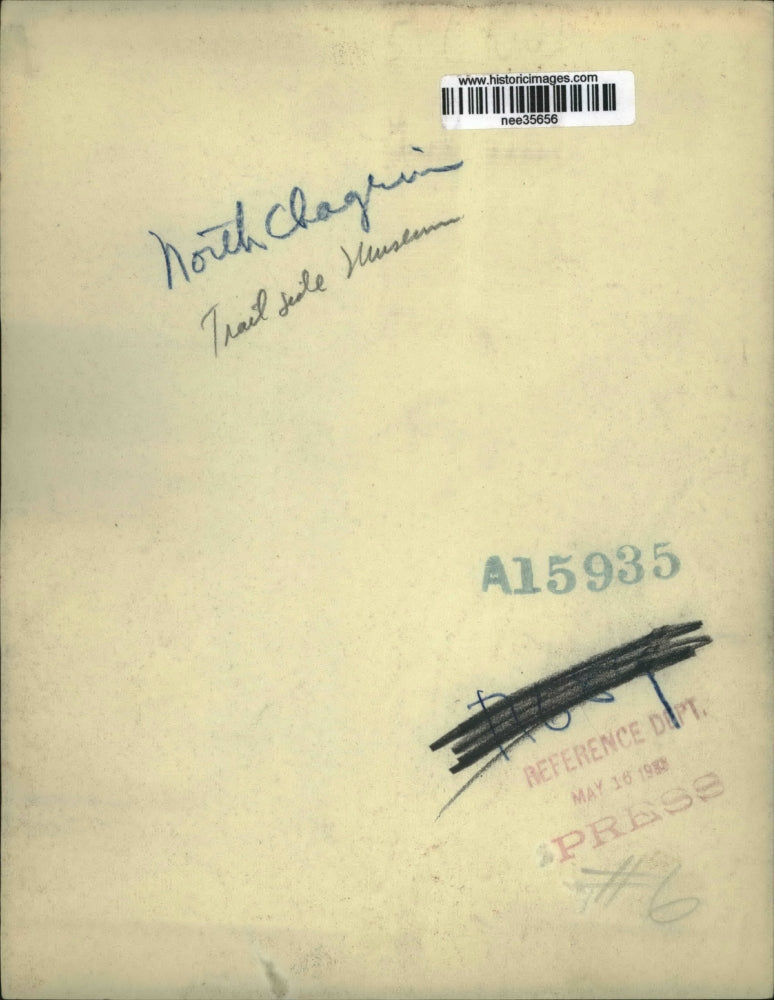 www.historicimages.com
nee35656
North Chagrin
Trail side Museum
A15935
REFERENCE DEPT.
MAY 16
PRESS
#6